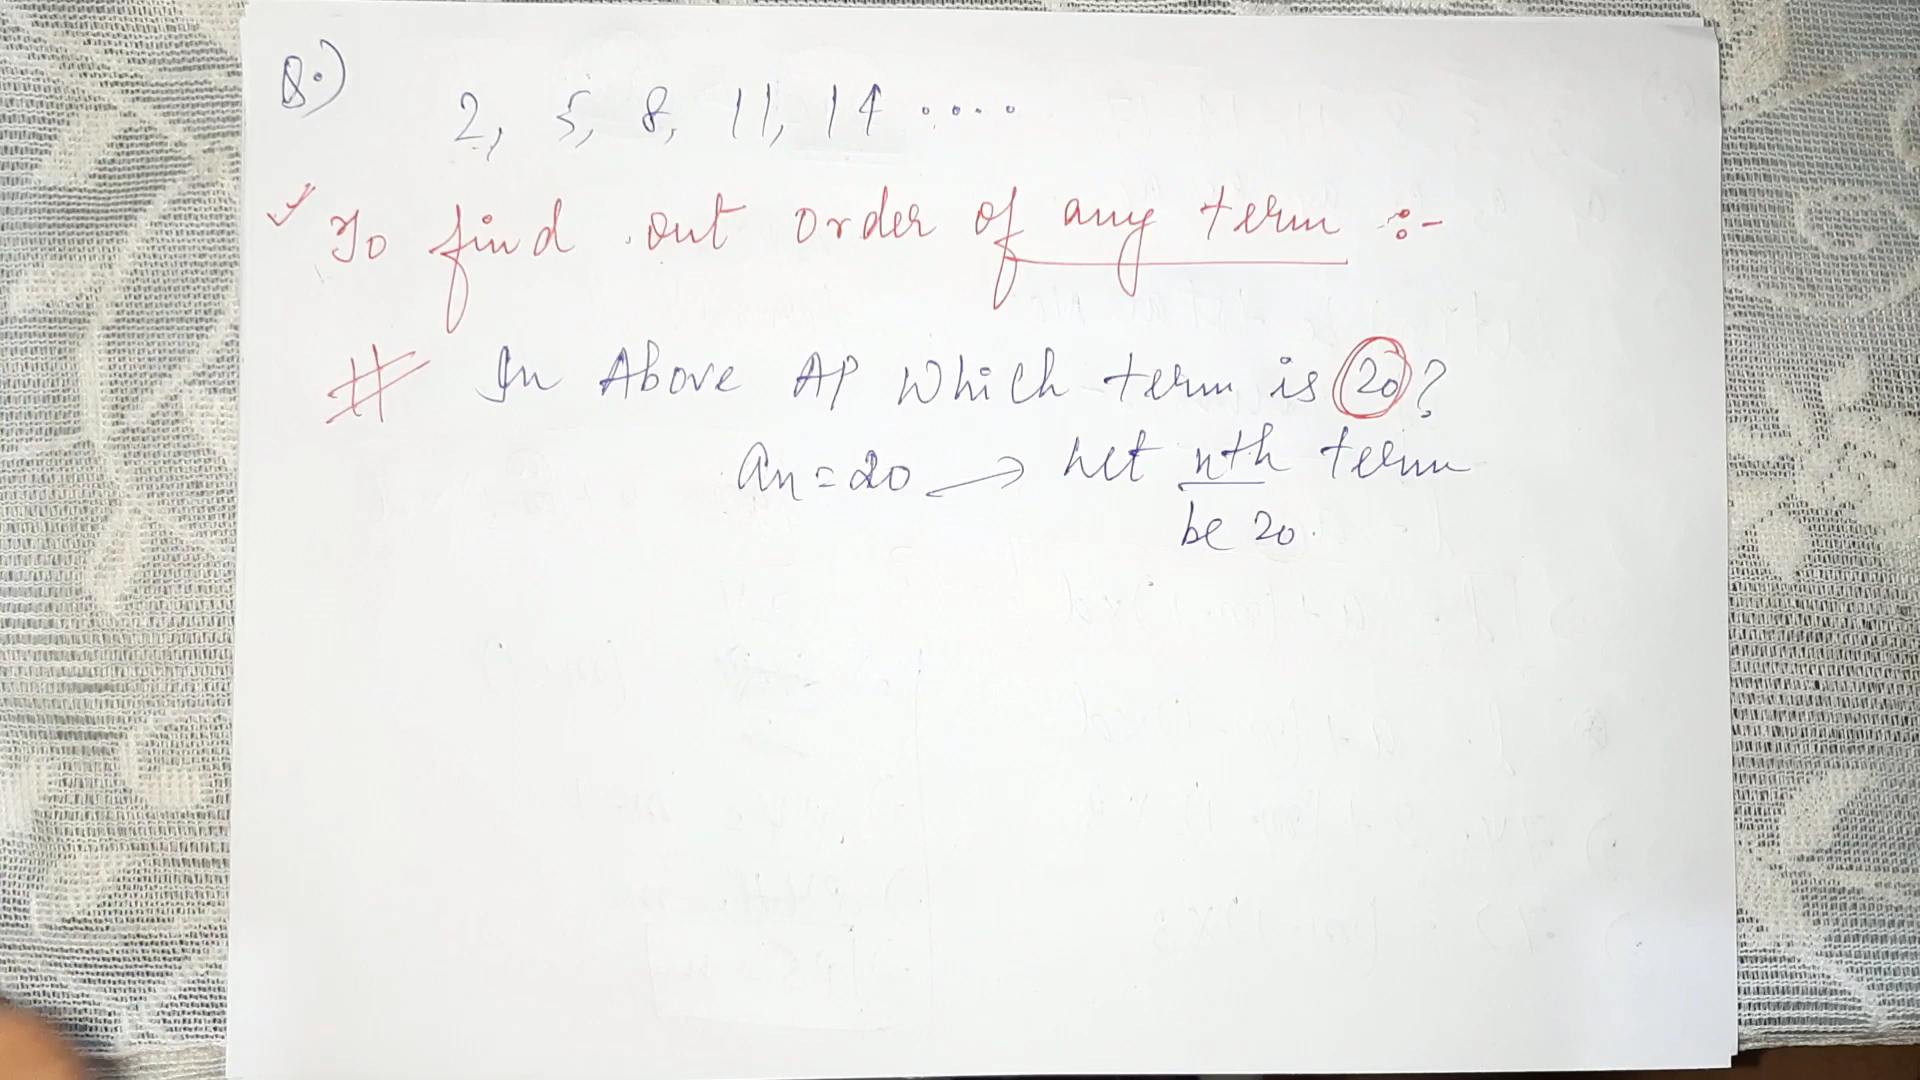 Q.)
2, 5, 8, 11, 14 .....
To find out order of any term :-
# In Above AP Which term is 20?
an = 20 → Let nth term
be 20.